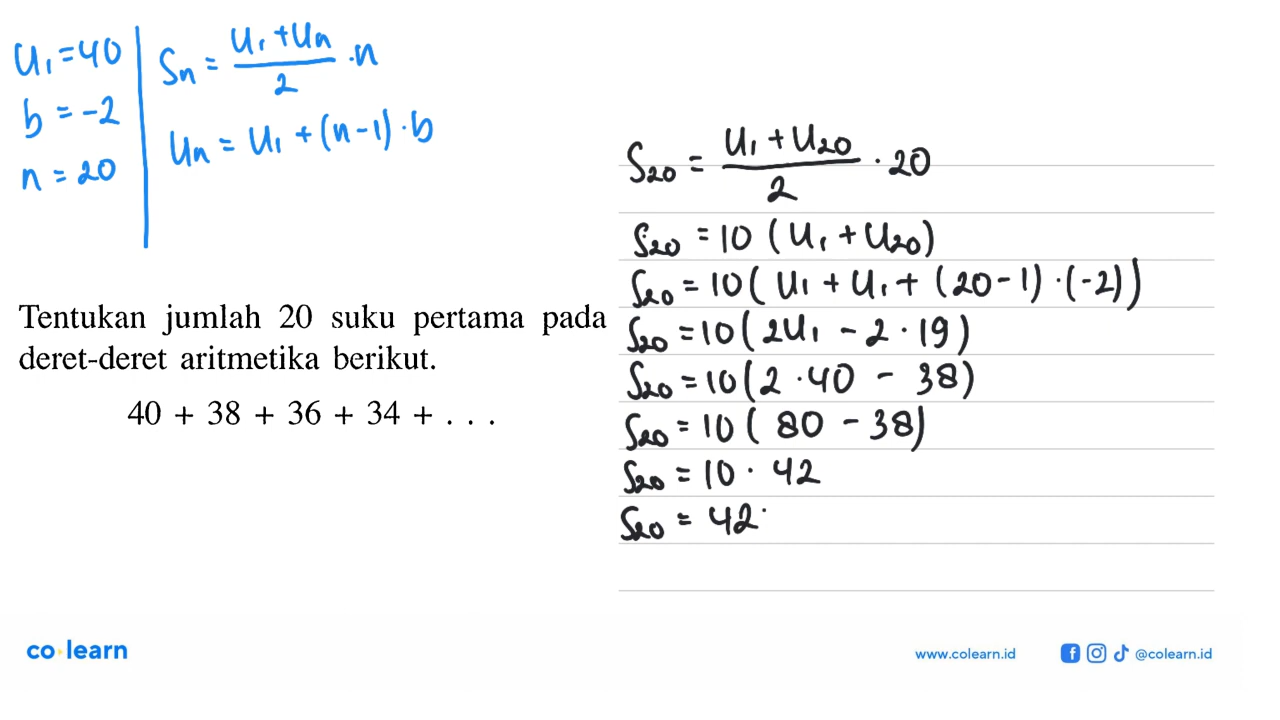 U₁ = 40
b = -2
n = 20
Sn = (U₁ + Un)/2 · n
Un = U₁ + (n-1) · b
Tentukan jumlah 20 suku pertama pada
deret-deret aritmetika berikut.
40 + 38 + 36 + 34 + . . .
S₂₀ = (U₁ + U₂₀)/2 · 20
S₂₀ = 10 (U₁ + U₂₀)
S₂₀ = 10 (U₁ + U₁ + (20-1) · (-2))
S₂₀ = 10 (2U₁ - 2 · 19)
S₂₀ = 10 (2 · 40 - 38)
S₂₀ = 10 (80 - 38)
S₂₀ = 10 · 42
S₂₀ = 42
co learn
www.colearn.id
@colearn.id